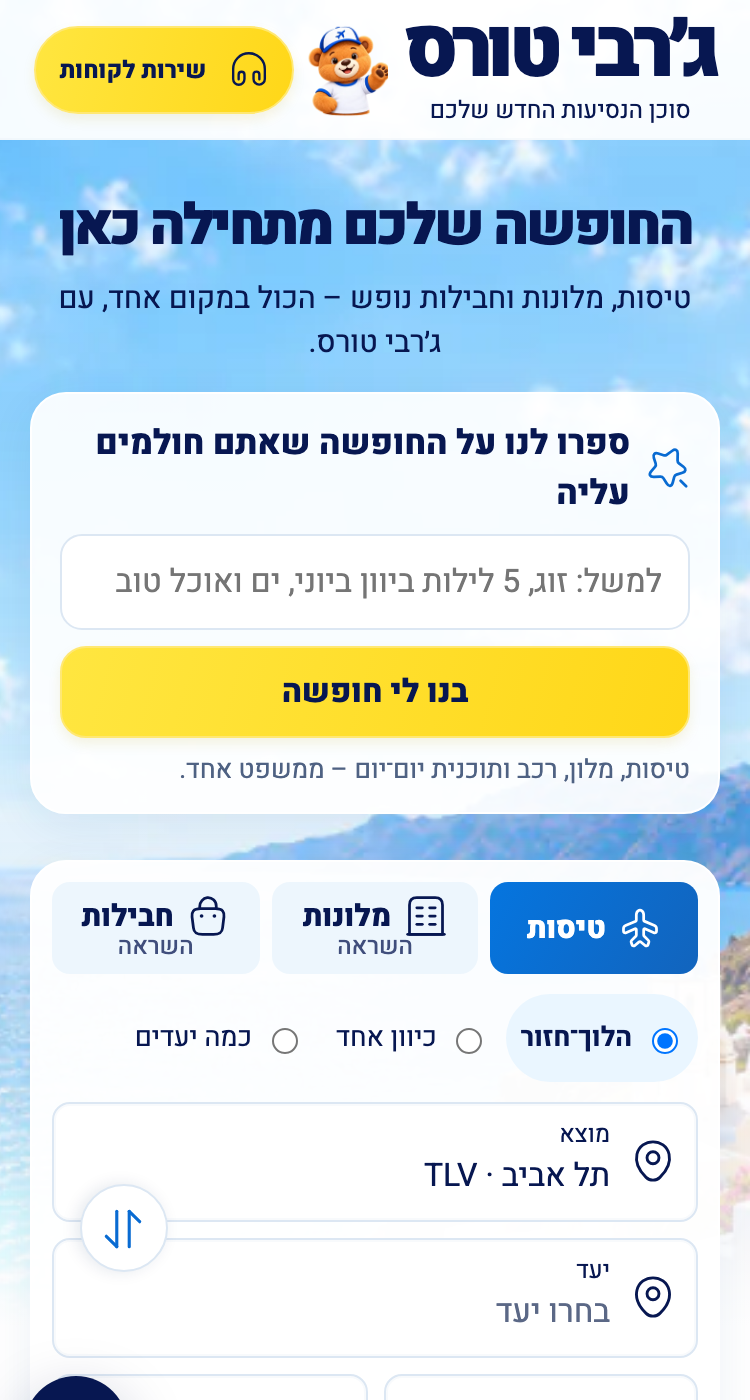 ג׳רבי טורס
סוכן הנסיעות החדש שלכם
שירות לקוחות
החופשה שלכם מתחילה כאן
טיסות, מלונות וחבילות נופש – הכול במקום אחד, עם
ג׳רבי טורס.
ספרו לנו על החופשה שאתם חולמים
עליה
למשל: זוג, 5 לילות ביוון ביוני, ים ואוכל טוב
בנו לי חופשה
טיסות, מלון, רכב ותוכנית יום־יום – ממשפט אחד.
טיסות
מלונות
השראה
חבילות
השראה
הלוך־חזור
כיוון אחד
כמה יעדים
מוצא
תל אביב · TLV
יעד
בחרו יעד